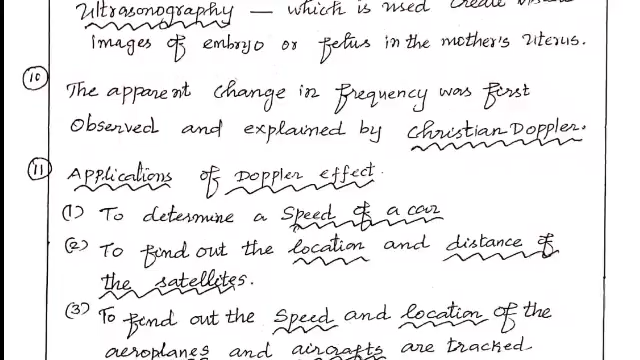 Ultrasonography — which is used create visual
images of embryo or fetus in the mother's uterus.
10 The apparent change in frequency was first
observed and explained by Christian Doppler.
11 Applications of Doppler effect.
(1) To determine a speed of a car
(2) To find out the location and distance of
the satellites.
(3) To find out the speed and location of the
aeroplanes and aircrafts are tracked